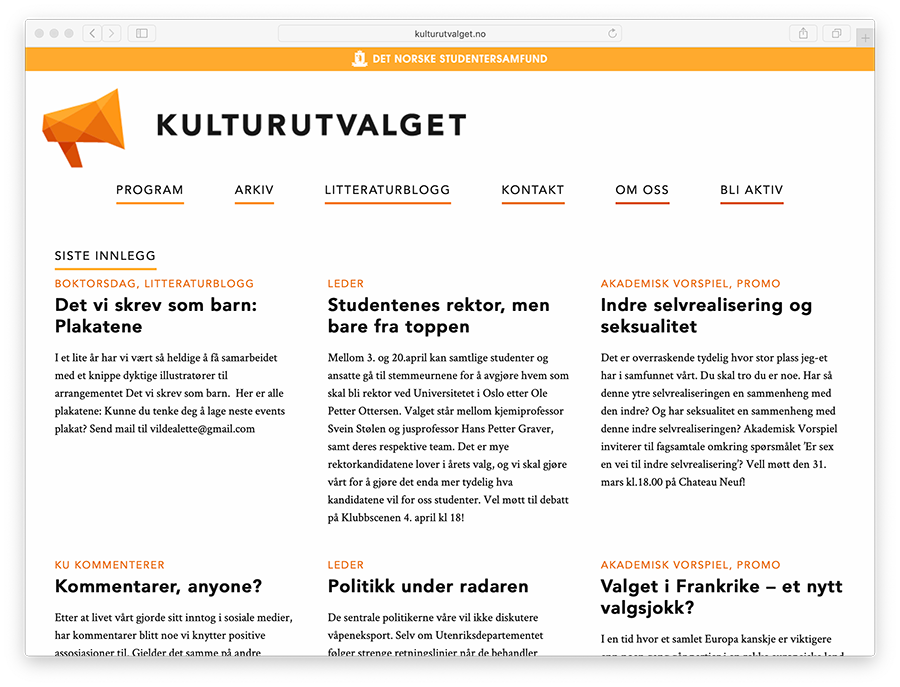 kulturutvalget.no
DET NORSKE STUDENTERSAMFUND
KULTURUTVALGET
PROGRAM ARKIV LITTERATURBLOGG KONTAKT OM OSS BLI AKTIV
SISTE INNLEGG
BOKTORSDAG, LITTERATURBLOGG
Det vi skrev som barn:
Plakatene
I et lite år har vi vært så heldige å få samarbeidet
med et knippe dyktige illustratører til
arrangementet Det vi skrev som barn.  Her er alle
plakatene: Kunne du tenke deg å lage neste events
plakat? Send mail til vildealette@gmail.com
LEDER
Studentenes rektor, men
bare fra toppen
Mellom 3. og 20.april kan samtlige studenter og
ansatte gå til stemmeurnene for å avgjøre hvem som
skal bli rektor ved Universitetet i Oslo etter Ole
Petter Ottersen. Valget står mellom kjemiprofessor
Svein Stølen og jusprofessor Hans Petter Graver,
samt deres respektive team. Det er mye
rektorkandidatene lover i årets valg, og vi skal gjøre
vårt for å gjøre det enda mer tydelig hva
kandidatene vil for oss studenter. Vel møtt til debatt
på Klubbscenen 4. april kl 18!
AKADEMISK VORSPIEL, PROMO
Indre selvrealisering og
seksualitet
Det er overraskende tydelig hvor stor plass jeg-et
har i samfunnet vårt. Du skal tro du er noe. Har så
denne ytre selvrealiseringen en sammenheng med
den indre? Og har seksualitet en sammenheng med
denne indre selvrealiseringen? Akademisk Vorspiel
inviterer til fagsamtale omkring spørsmålet 'Er sex
en vei til indre selvrealisering'? Vell møtt den 31.
mars kl.18.00 på Chateau Neuf!
KU KOMMENTERER
Kommentarer, anyone?
Etter at livet vårt gjorde sitt inntog i sosiale medier,
har kommentarer blitt noe vi knytter positive
assosiasjoner til. Gjelder det samme på andre
LEDER
Politikk under radaren
De sentrale politikerne våre vil ikke diskutere
våpeneksport. Selv om Utenriksdepartementet
følger strenge retningslinjer når de behandler
AKADEMISK VORSPIEL, PROMO
Valget i Frankrike – et nytt
valgsjokk?
I en tid hvor et samlet Europa kanskje er viktigere